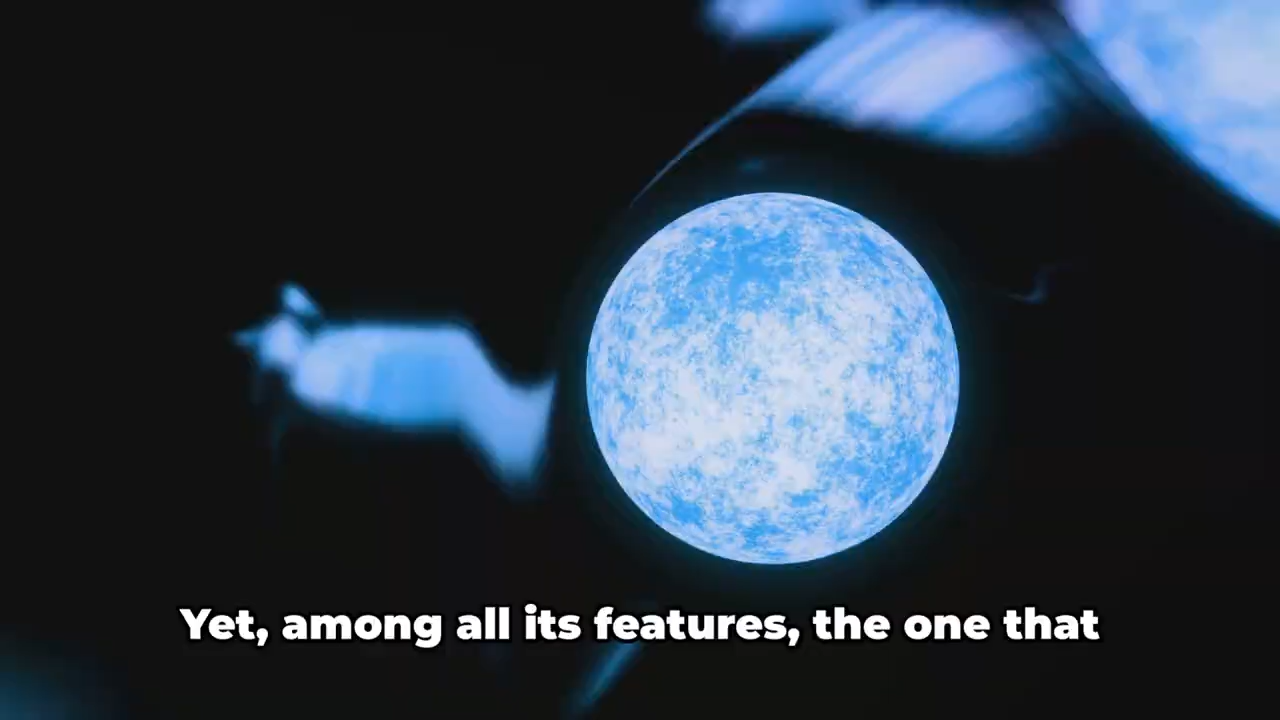 Yet, among all its features, the one that